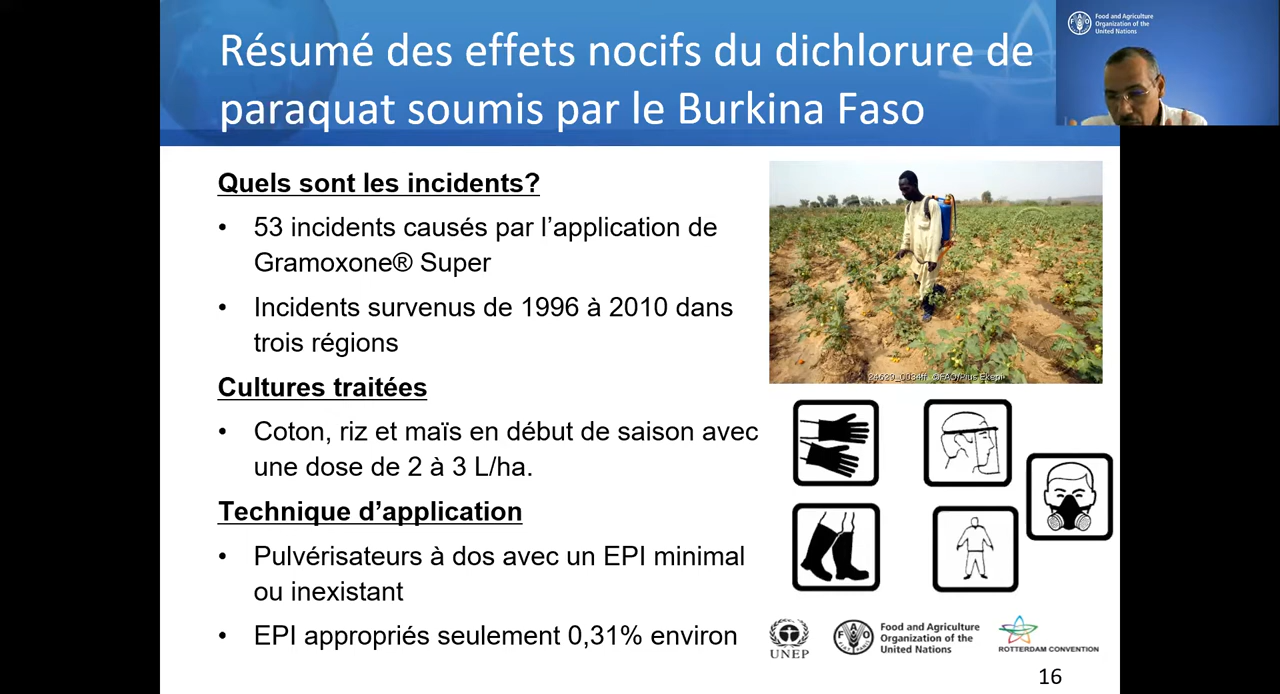 Résumé des effets nocifs du dichlorure de
paraquat soumis par le Burkina Faso
Food and Agriculture
Organization of the
United Nations
Quels sont les incidents?
• 53 incidents causés par l’application de
Gramoxone® Super
• Incidents survenus de 1996 à 2010 dans
trois régions
Cultures traitées
• Coton, riz et maïs en début de saison avec
une dose de 2 à 3 L/ha.
Technique d’application
• Pulvérisateurs à dos avec un EPI minimal
ou inexistant
• EPI appropriés seulement 0,31% environ
UNEP
Food and Agriculture
Organization of the
United Nations
ROTTERDAM CONVENTION
16